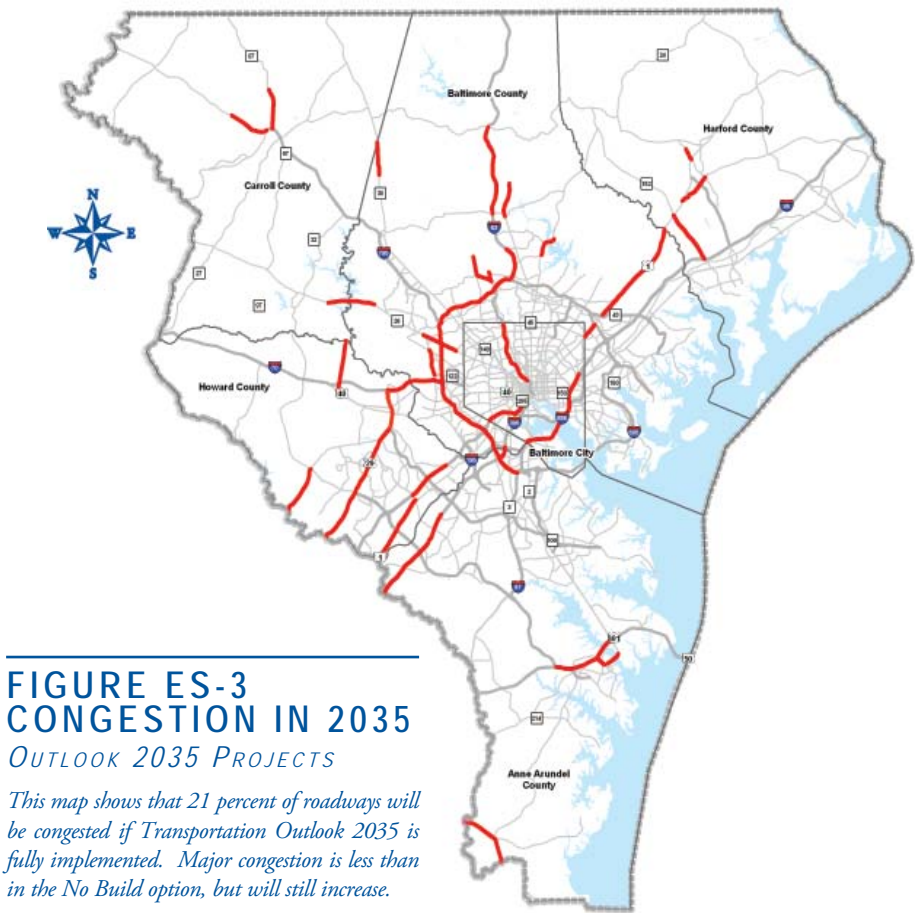 Baltimore County
Harford County
Carroll County
N
W E
S
Howard County
Baltimore City
Anne Arundel
County
FIGURE ES-3
CONGESTION IN 2035
OUTLOOK 2035 PROJECTS
This map shows that 21 percent of roadways will
be congested if Transportation Outlook 2035 is
fully implemented. Major congestion is less than
in the No Build option, but will still increase.